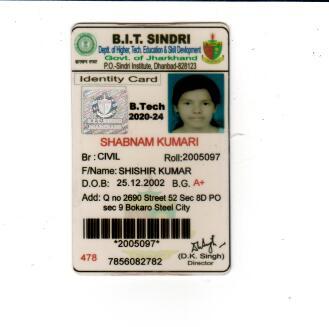 B.I.T. SINDRI
Deptt. of Higher, Tech. Education & Skill Devlopment
Govt. of Jharkhand
P.O.-Sindri Institute, Dhanbad-828123
Identity Card
B.Tech
2020-24
SHABNAM KUMARI
Br : CIVIL Roll:2005097
F/Name: SHISHIR KUMAR
D.O.B: 25.12.2002 B.G. A+
Add: Q no 2690 Street 52 Sec 8D PO
sec 9 Bokaro Steel City
*2005097*
478 7856082782
(D.K. Singh)
Director